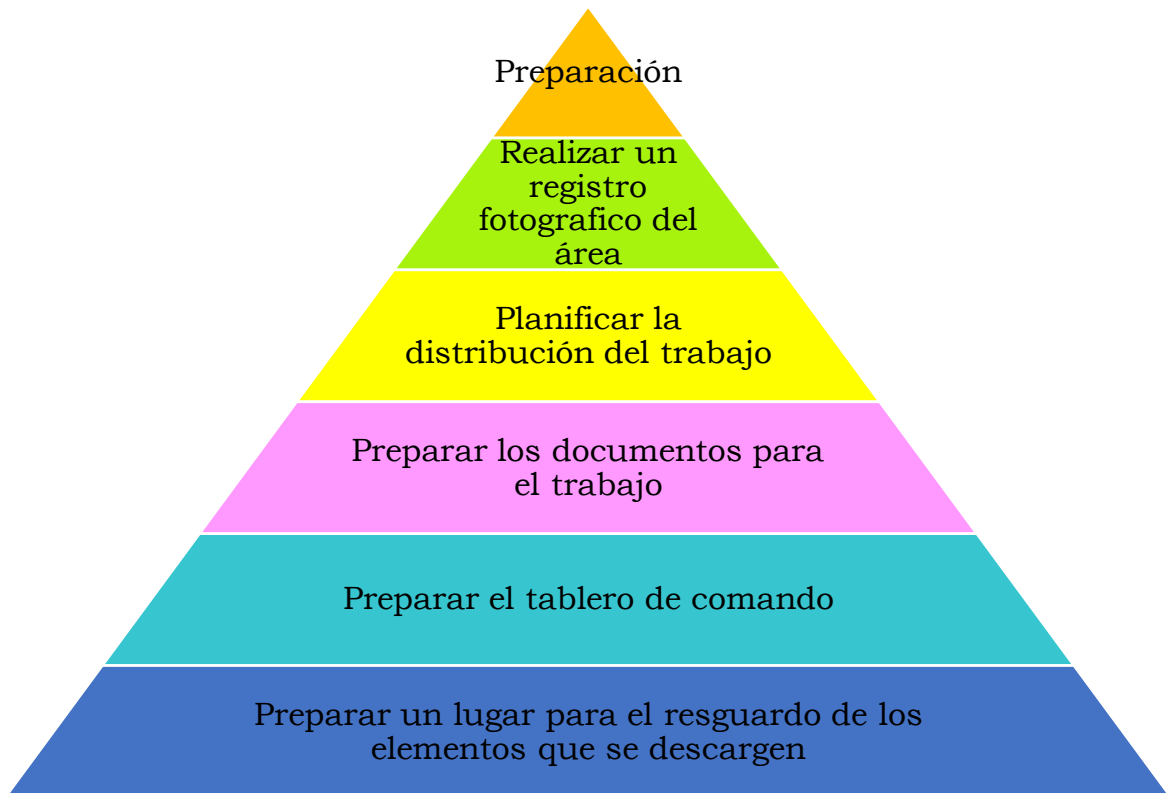 Preparación
Realizar un
registro
fotografico del
área
Planificar la
distribución del trabajo
Preparar los documentos para
el trabajo
Preparar el tablero de comando
Preparar un lugar para el resguardo de los
elementos que se descargen